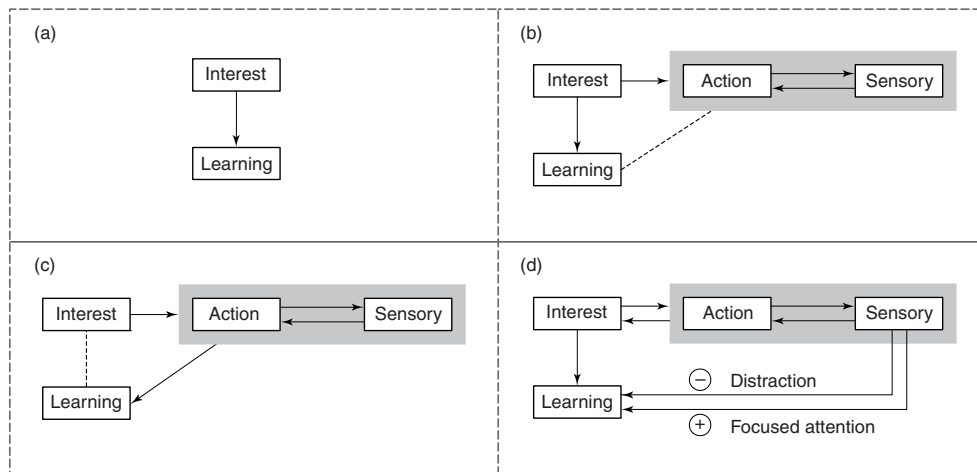 (a)
Interest
Learning
(b)
Interest
Action
Sensory
Learning
(c)
Interest
Action
Sensory
Learning
(d)
Interest
Action
Sensory
Learning
− Distraction
+ Focused attention